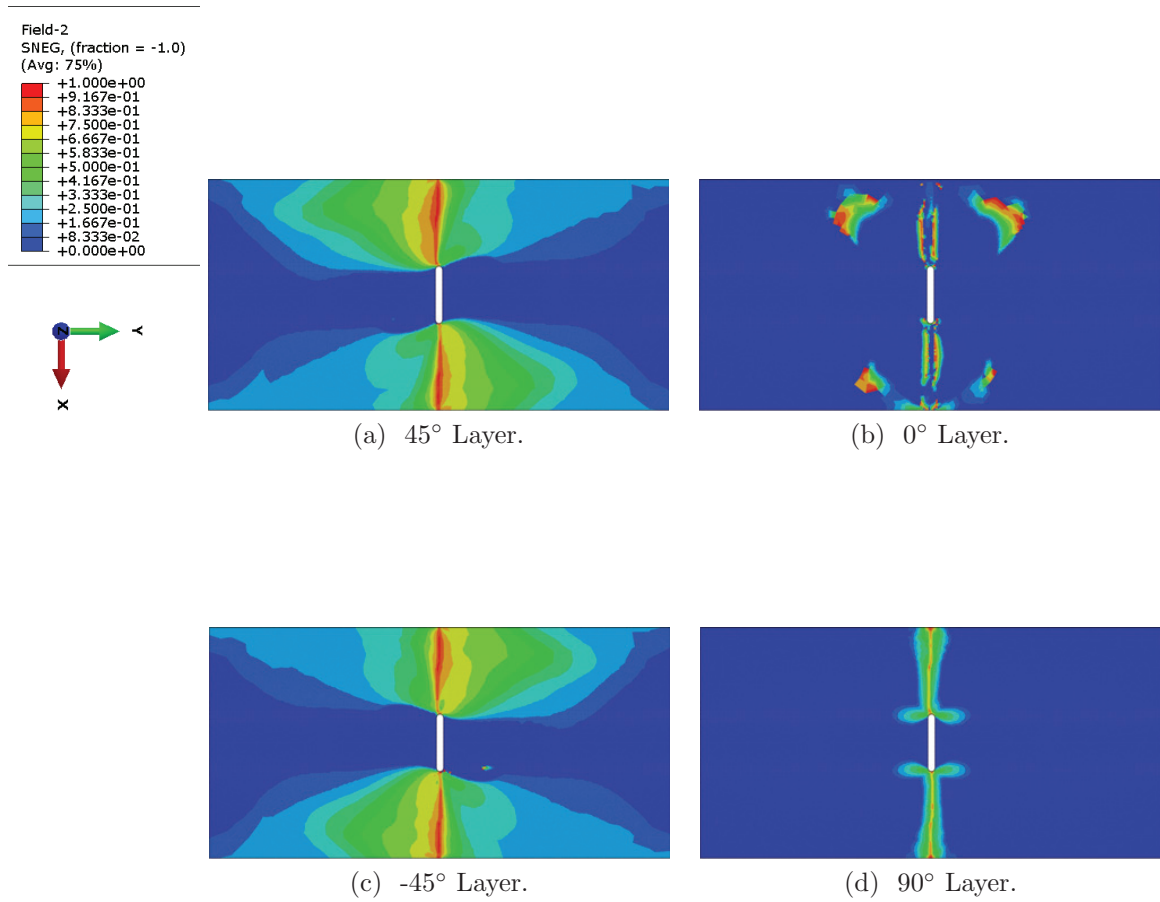 Field-2
SNEG, (fraction = -1.0)
(Avg: 75%)
+1.000e+00
+9.167e-01
+8.333e-01
+7.500e-01
+6.667e-01
+5.833e-01
+5.000e-01
+4.167e-01
+3.333e-01
+2.500e-01
+1.667e-01
+8.333e-02
+0.000e+00
Z
Y
X
(a) 45° Layer.
(b) 0° Layer.
(c) -45° Layer.
(d) 90° Layer.